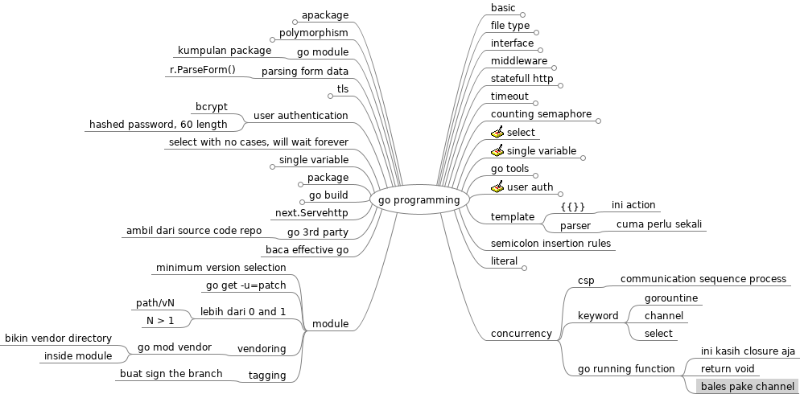 go programming
apackage
polymorphism
go module
kumpulan package
parsing form data
r.ParseForm()
tls
user authentication
bcrypt
hashed password, 60 length
select with no cases, will wait forever
single variable
package
go build
next.Servehttp
go 3rd party
ambil dari source code repo
baca effective go
module
minimum version selection
go get -u=patch
lebih dari 0 and 1
path/vN
N > 1
vendoring
go mod vendor
bikin vendor directory
inside module
tagging
buat sign the branch
basic
file type
interface
middleware
statefull http
timeout
counting semaphore
select
single variable
go tools
user auth
template
{{}}
ini action
parser
cuma perlu sekali
semicolon insertion rules
literal
concurrency
csp
communication sequence process
keyword
gorountine
channel
select
go running function
ini kasih closure aja
return void
bales pake channel